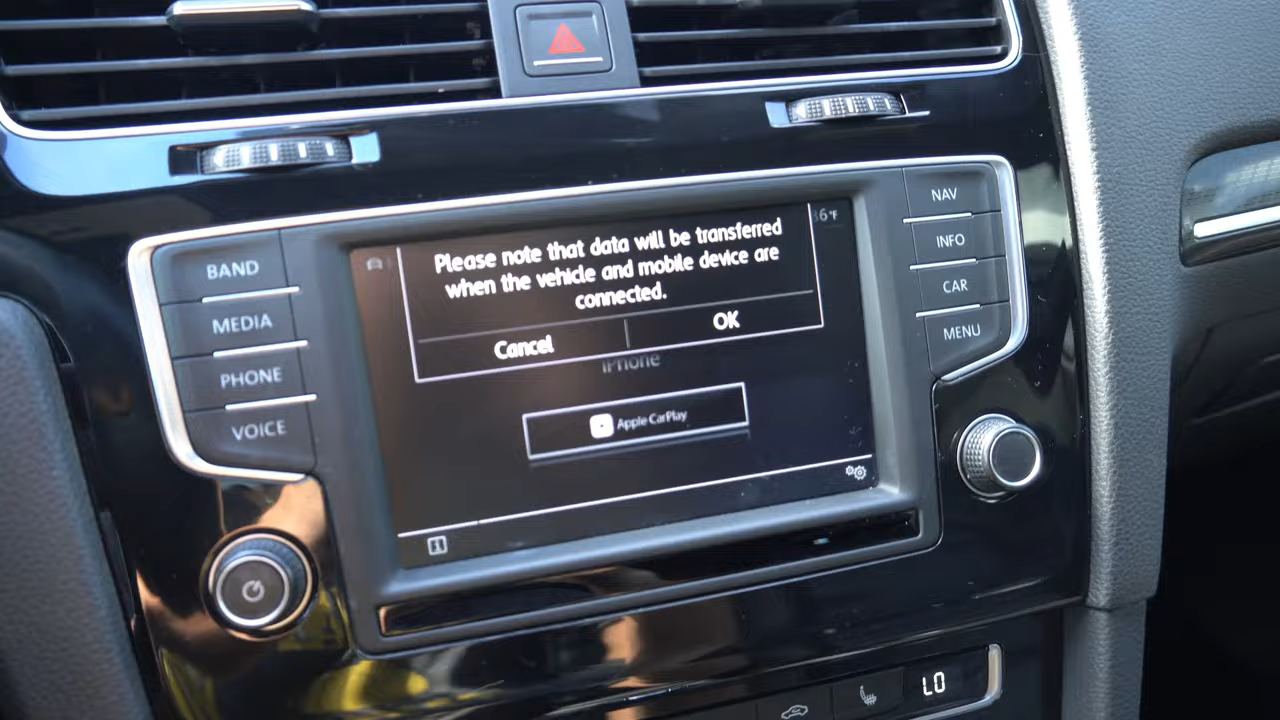 BAND
MEDIA
PHONE
VOICE
6°F
Please note that data will be transferred
when the vehicle and mobile device are
connected.
Cancel
OK
iPhone
Apple CarPlay
NAV
INFO
CAR
MENU
LO